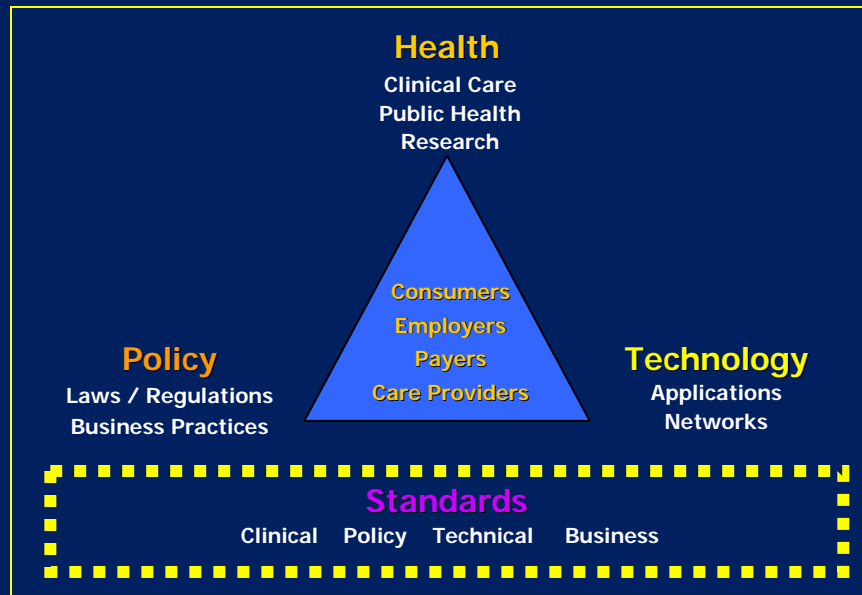 Health
Clinical Care
Public Health
Research
Consumers
Employers
Payers
Care Providers
Policy
Laws / Regulations
Business Practices
Technology
Applications
Networks
Standards
Clinical Policy Technical Business